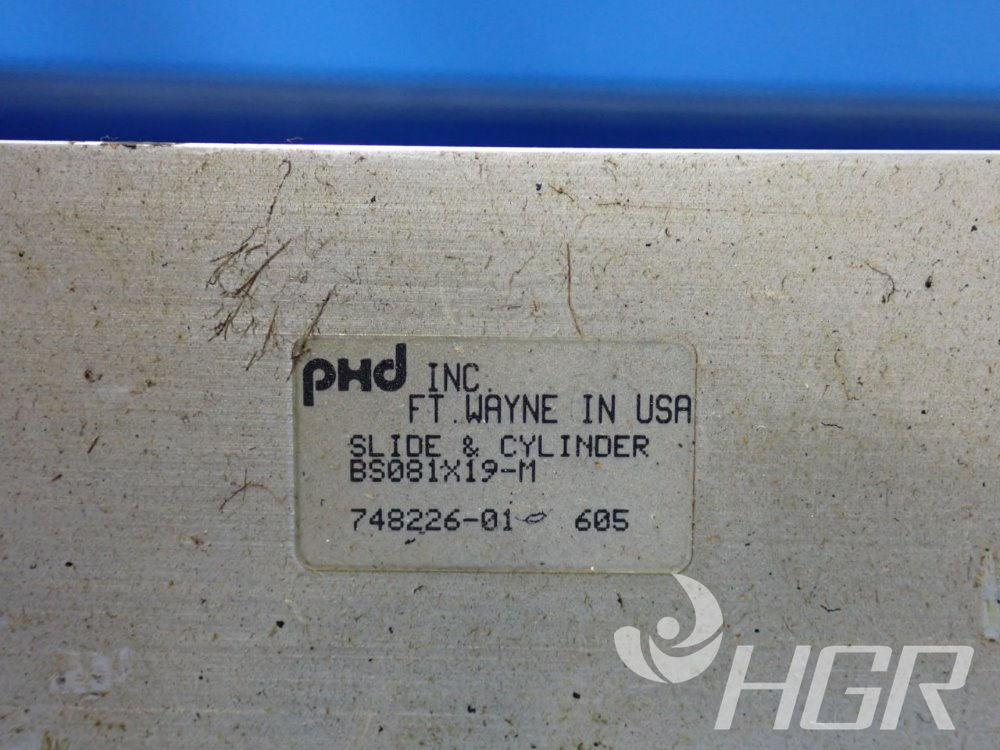 PHd INC.
FT. WAYNE IN USA
SLIDE & CYLINDER
BS081X19-M
748226-01 605
HGR